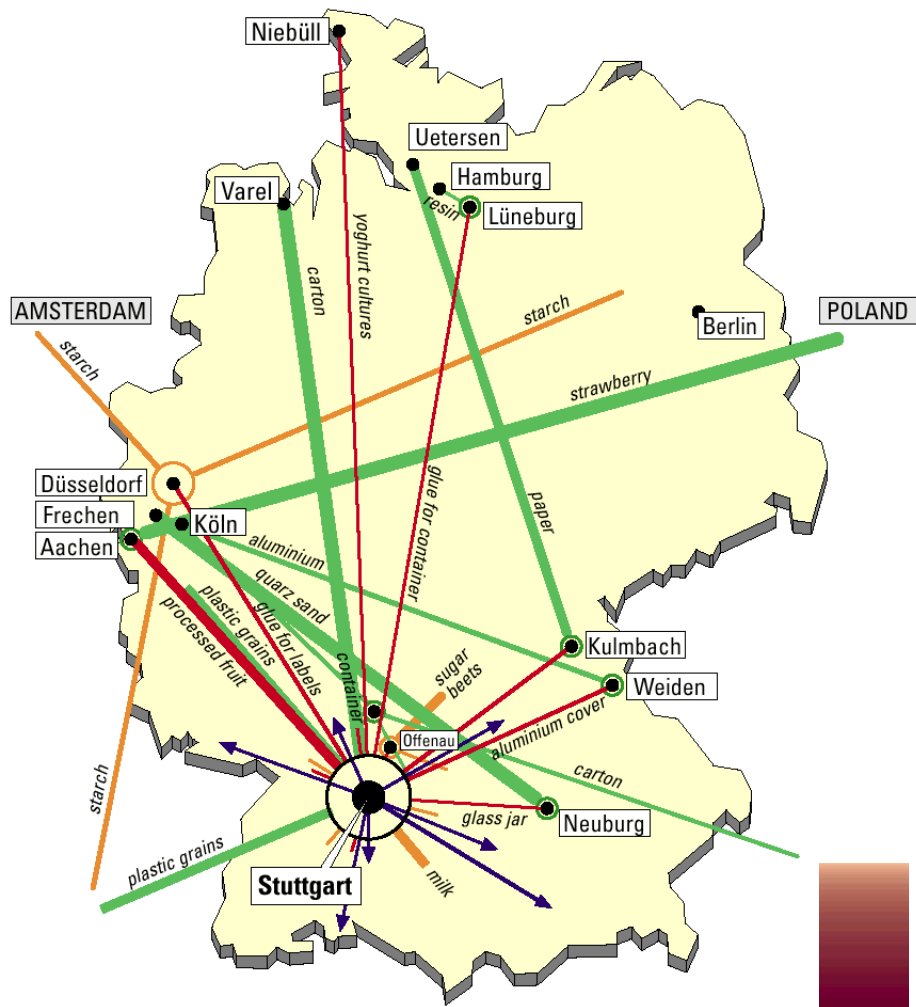 Niebüll
Uetersen
Hamburg
Varel
resin
Lüneburg
yoghurt cultures
carton
AMSTERDAM
starch
POLAND
Berlin
starch
strawberry
Düsseldorf
glue for container
Frechen
Köln
paper
Aachen
aluminium
quarz sand
plastic grains
glue for labels
processed fruit
Kulmbach
sugar
beets
container
Weiden
Offenau
aluminium cover
starch
carton
glass jar
Neuburg
plastic grains
milk
Stuttgart